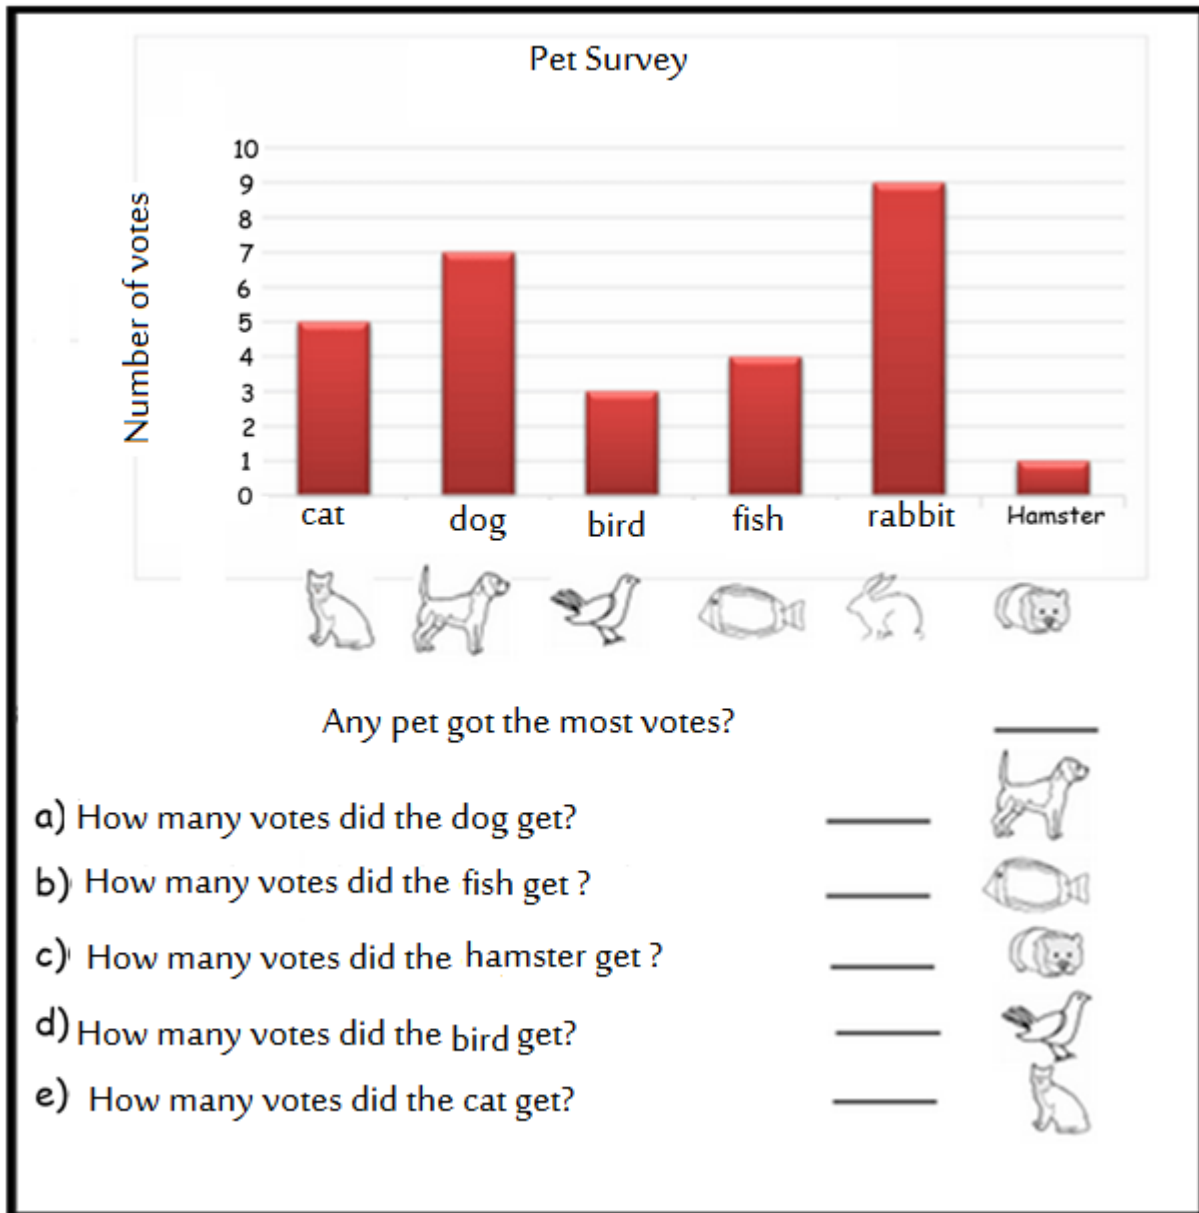 Pet Survey
Number of votes
10
9
8
7
6
5
4
3
2
1
0
cat dog bird fish rabbit Hamster
Any pet got the most votes?
a) How many votes did the dog get?
b) How many votes did the fish get ?
c) How many votes did the hamster get ?
d) How many votes did the bird get?
e) How many votes did the cat get?